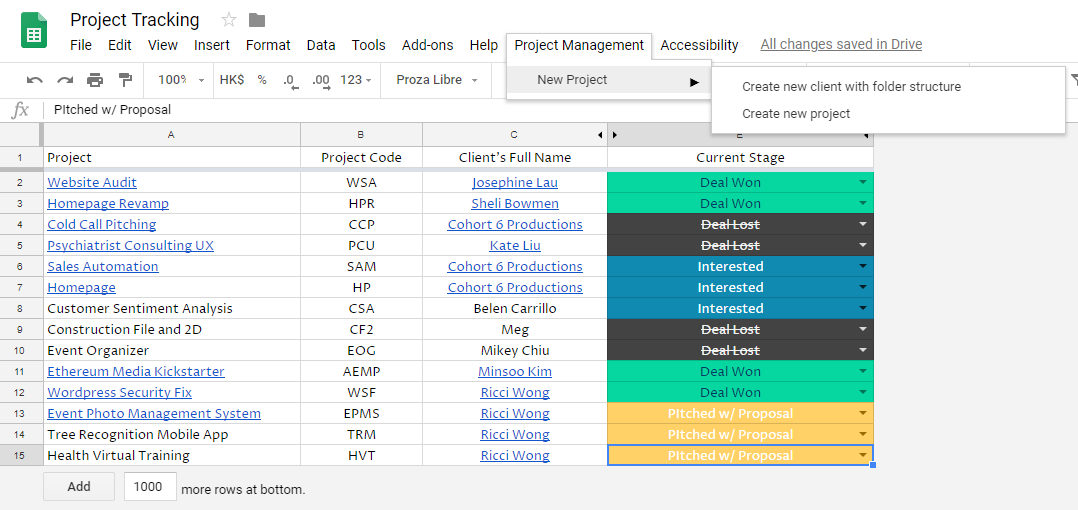 Project Tracking
File Edit View Insert Format Data Tools Add-ons Help Project Management Accessibility All changes saved in Drive
100% HK$ % .0 .00 123 Proza Libre New Project
Create new client with folder structure
Create new project
fx PItched w/ Proposal
A B C E
1 Project Project Code Client's Full Name Current Stage
2 Website Audit WSA Josephine Lau Deal Won
3 Homepage Revamp HPR Sheli Bowmen Deal Won
4 Cold Call Pitching CCP Cohort 6 Productions Deal Lost
5 Psychiatrist Consulting UX PCU Kate Liu Deal Lost
6 Sales Automation SAM Cohort 6 Productions Interested
7 Homepage HP Cohort 6 Productions Interested
8 Customer Sentiment Analysis CSA Belen Carrillo Interested
9 Construction File and 2D CF2 Meg Deal Lost
10 Event Organizer EOG Mikey Chiu Deal Lost
11 Ethereum Media Kickstarter AEMP Minsoo Kim Deal Won
12 Wordpress Security Fix WSF Ricci Wong Deal Won
13 Event Photo Management System EPMS Ricci Wong PItched w/ Proposal
14 Tree Recognition Mobile App TRM Ricci Wong PItched w/ Proposal
15 Health Virtual Training HVT Ricci Wong PItched w/ Proposal
Add 1000 more rows at bottom.